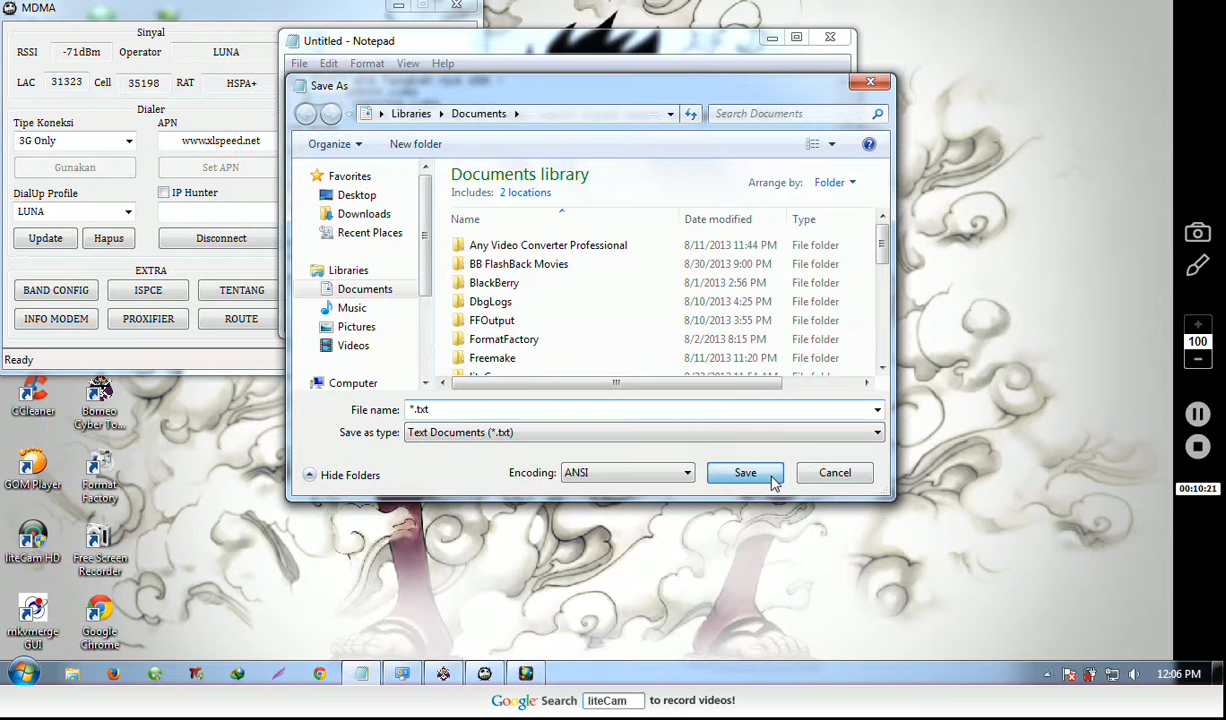 MDMA
Sinyal
RSSI -71dBm Operator LUNA
LAC 31323 Cell 35198 RAT HSPA+
Dialer
Tipe Koneksi APN
3G Only www.xlspeed.net
Gunakan Set APN
DialUp Profile IP Hunter
LUNA
Update Hapus Disconnect
EXTRA
BAND CONFIG ISPCE TENTANG
INFO MODEM PROXIFIER ROUTE
Ready
Untitled - Notepad
File Edit Format View Help
Save As
Libraries Documents
Search Documents
Organize New folder
Favorites
Desktop
Downloads
Recent Places
Libraries
Documents
Music
Pictures
Videos
Computer
Documents library
Includes: 2 locations
Arrange by: Folder
Name Date modified Type
Any Video Converter Professional 8/11/2013 11:44 PM File folder
BB FlashBack Movies 8/30/2013 9:00 PM File folder
BlackBerry 8/1/2013 2:56 PM File folder
DbgLogs 8/10/2013 4:25 PM File folder
FFOutput 8/10/2013 3:55 PM File folder
FormatFactory 8/2/2013 8:15 PM File folder
Freemake 8/11/2013 11:20 PM File folder
File name: *.txt
Save as type: Text Documents (*.txt)
Hide Folders
Encoding: ANSI
Save Cancel
CCleaner
Borneo
Cyber To...
GOM Player
Format
Factory
liteCam HD
Free Screen
Recorder
mkvmerge
GUI
Google
Chrome
100
00:10:21
12:06 PM
Google Search liteCam to record videos!